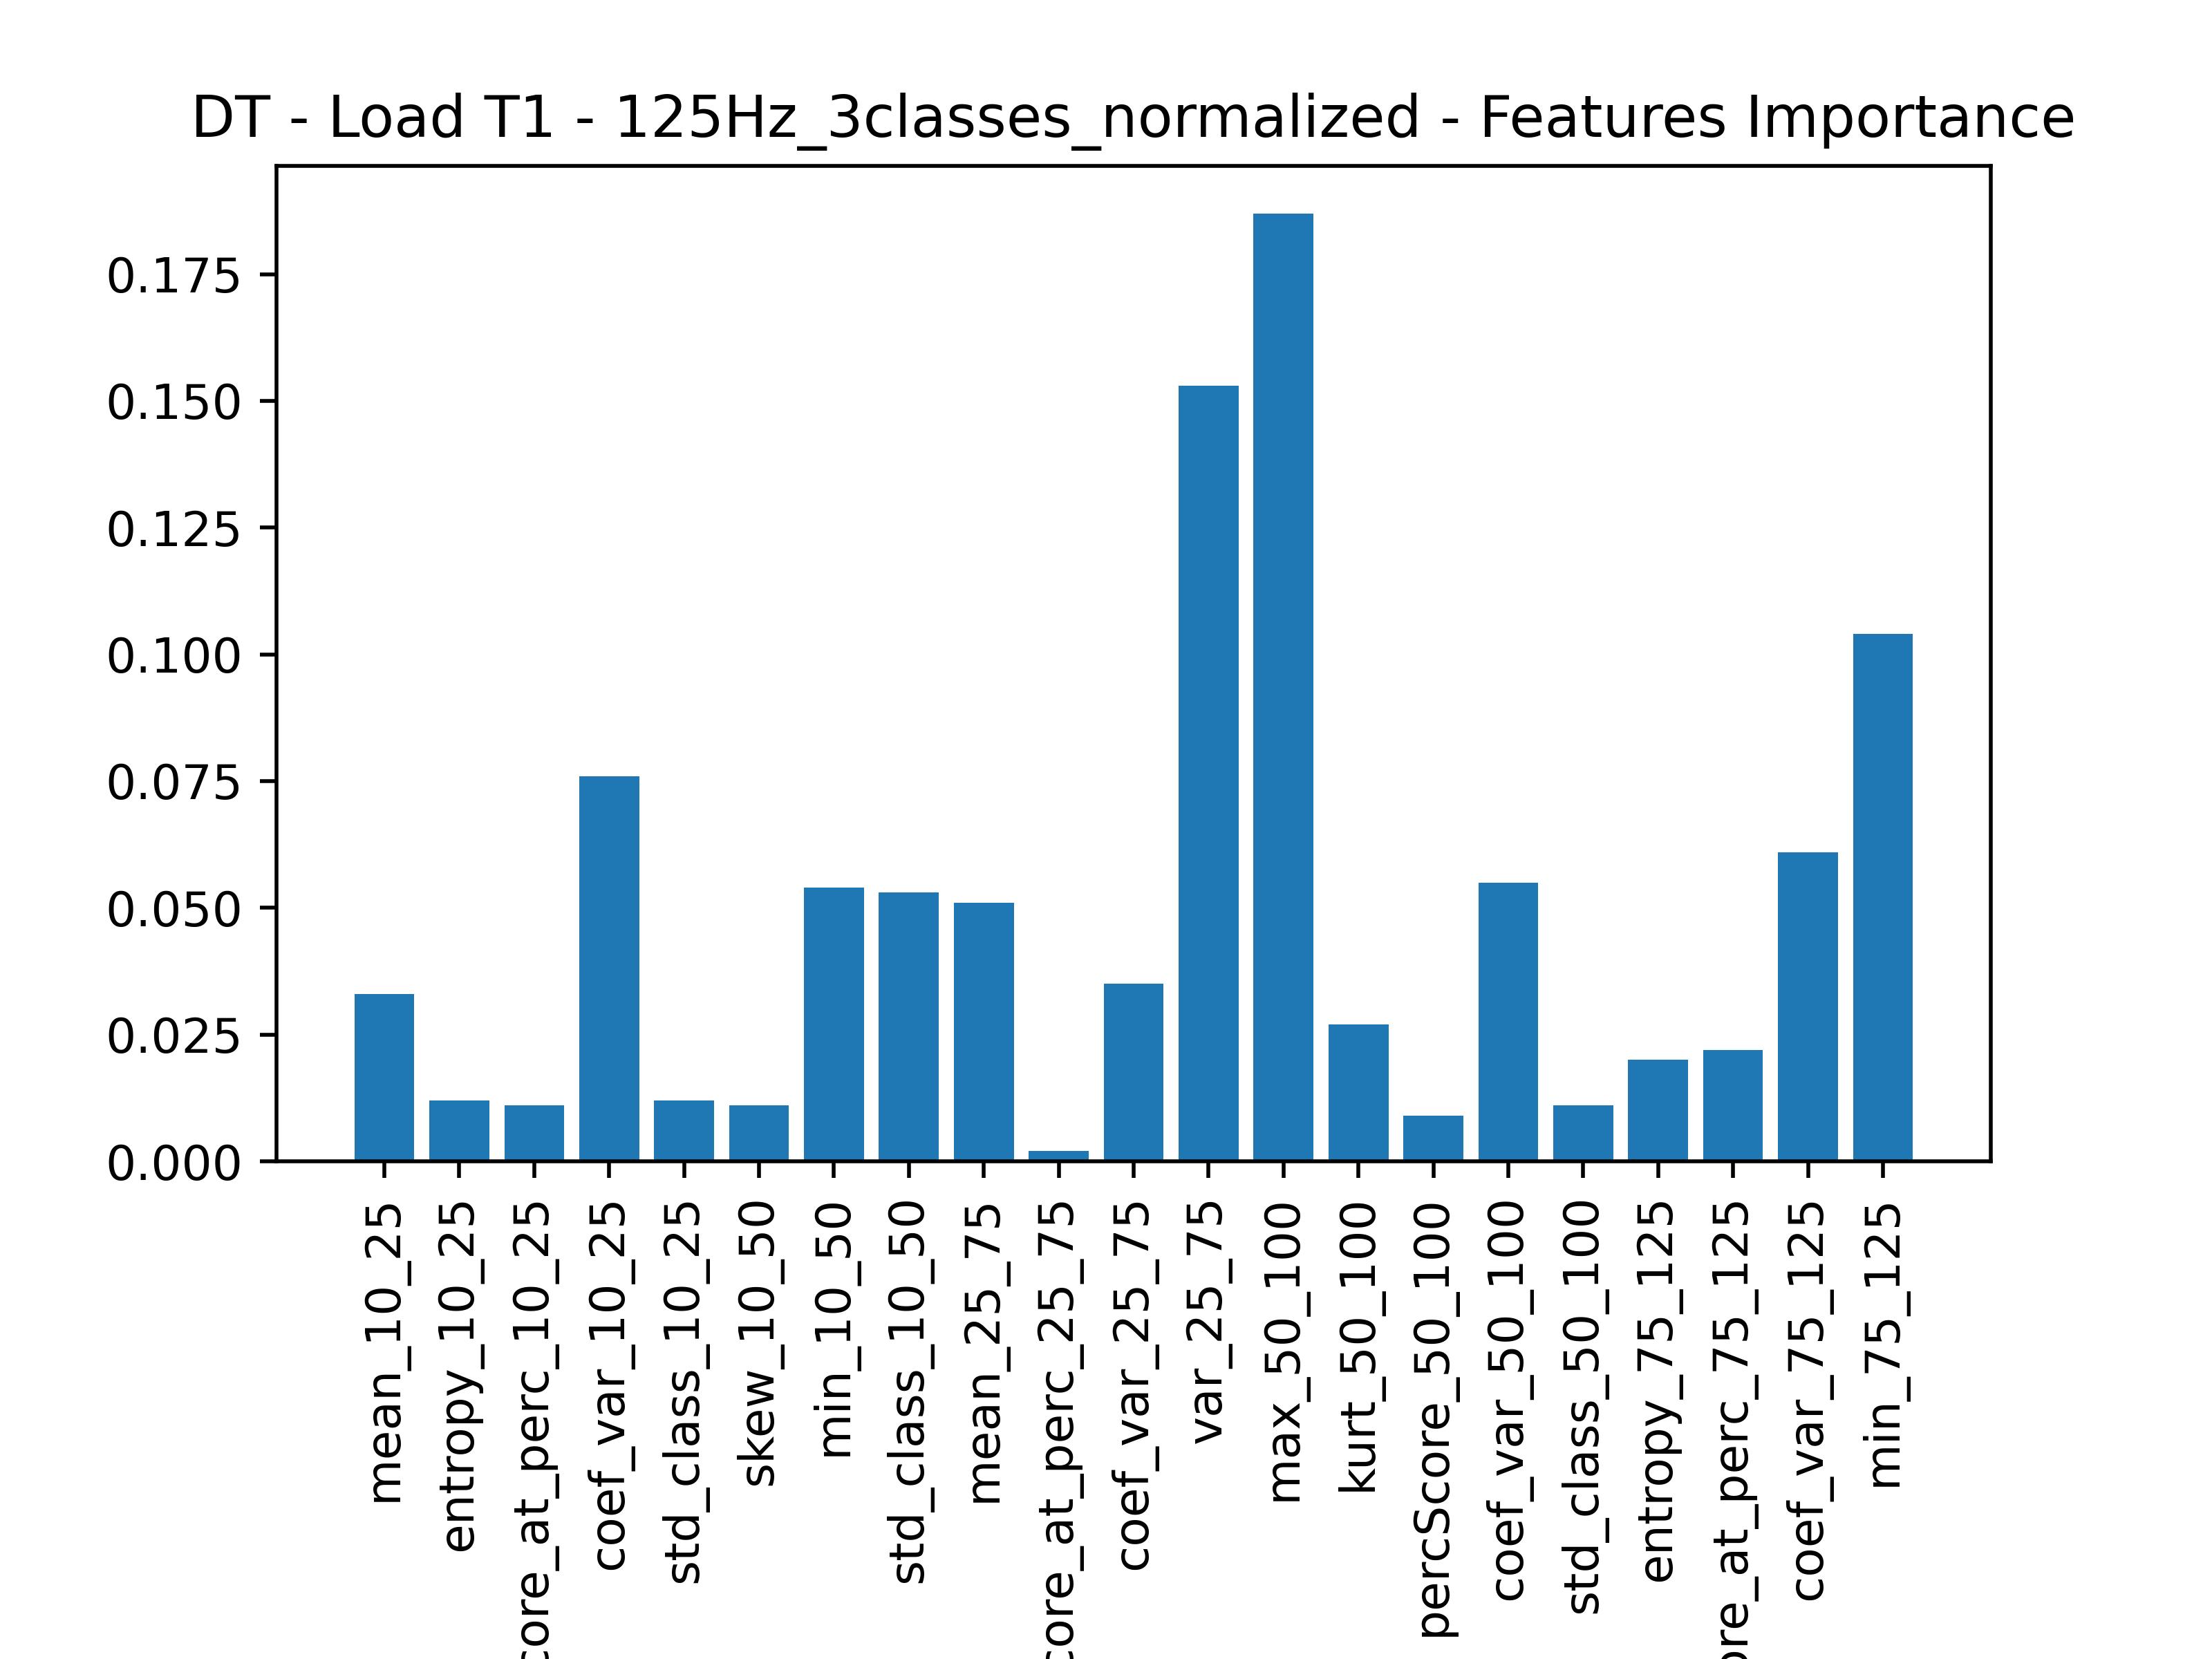 DT - Load T1 - 125Hz_3classes_normalized - Features Importance
0.175
0.150
0.125
0.100
0.075
0.050
0.025
0.000
mean_10_25
entropy_10_25
core_at_perc_10_25
coef_var_10_25
std_class_10_25
skew_10_50
min_10_50
std_class_10_50
mean_25_75
core_at_perc_25_75
coef_var_25_75
var_25_75
max_50_100
kurt_50_100
percScore_50_100
coef_var_50_100
std_class_50_100
entropy_75_125
ore_at_perc_75_125
coef_var_75_125
min_75_125